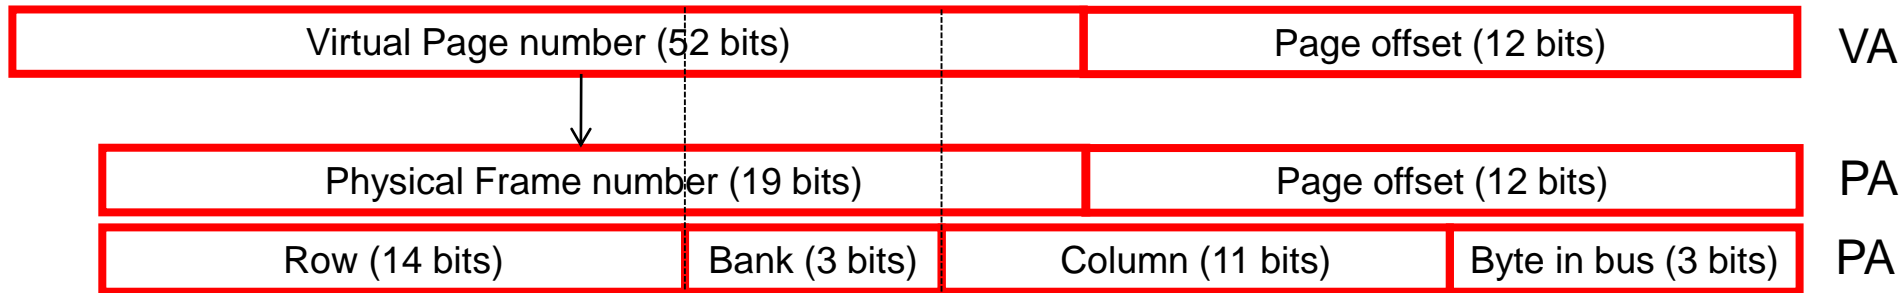 Virtual Page number (52 bits) Page offset (12 bits) VA
Physical Frame number (19 bits) Page offset (12 bits) PA
Row (14 bits) Bank (3 bits) Column (11 bits) Byte in bus (3 bits) PA